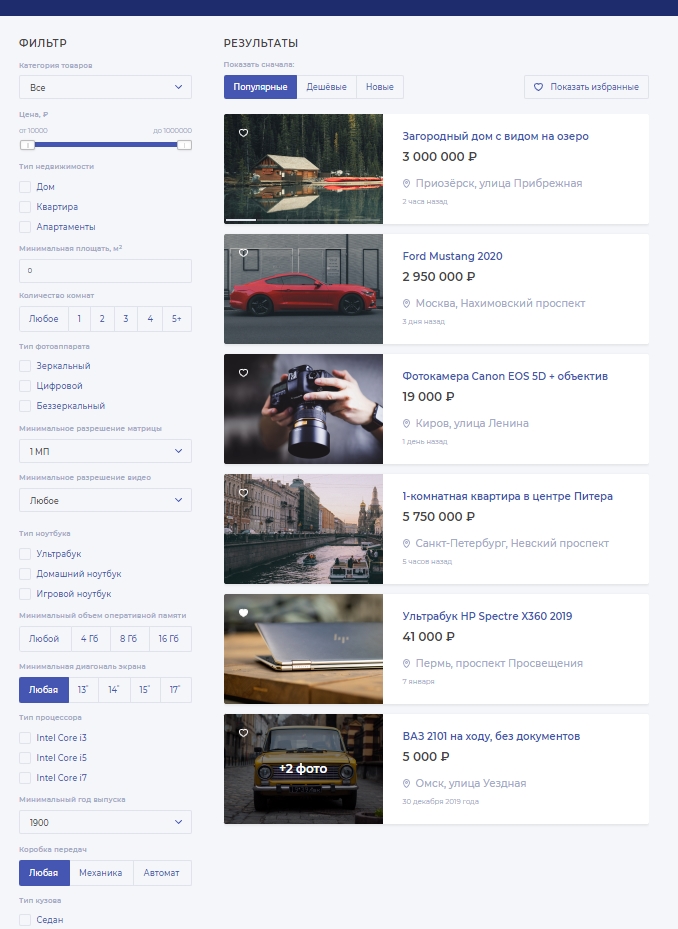 ФИЛЬТР
Категория товаров
Все
Цена, ₽
от 10000 до 1000000
Тип недвижимости
Дом
Квартира
Апартаменты
Минимальная площать, м²
0
Количество комнат
Любое 1 2 3 4 5+
Тип фотоаппарата
Зеркальный
Цифровой
Беззеркальный
Минимальное разрешение матрицы
1 МП
Минимальное разрешение видео
Любое
Тип ноутбука
Ультрабук
Домашний ноутбук
Игровой ноутбук
Минимальный объем оперативной памяти
Любой 4 Гб 8 Гб 16 Гб
Минимальная диагональ экрана
Любая 13″ 14″ 15″ 17″
Тип процессора
Intel Core i3
Intel Core i5
Intel Core i7
Минимальный год выпуска
1900
Коробка передач
Любая Механика Автомат
Тип кузова
Седан
РЕЗУЛЬТАТЫ
Показать сначала:
Популярные Дешёвые Новые
Показать избранные
Загородный дом с видом на озеро
3 000 000 ₽
Приозёрск, улица Прибрежная
2 часа назад
Ford Mustang 2020
2 950 000 ₽
Москва, Нахимовский проспект
3 дня назад
Фотокамера Canon EOS 5D + объектив
19 000 ₽
Киров, улица Ленина
1 день назад
1-комнатная квартира в центре Питера
5 750 000 ₽
Санкт-Петербург, Невский проспект
5 часов назад
Ультрабук HP Spectre X360 2019
41 000 ₽
Пермь, проспект Просвещения
7 января
+2 фото
ВАЗ 2101 на ходу, без документов
5 000 ₽
Омск, улица Уездная
30 декабря 2019 года